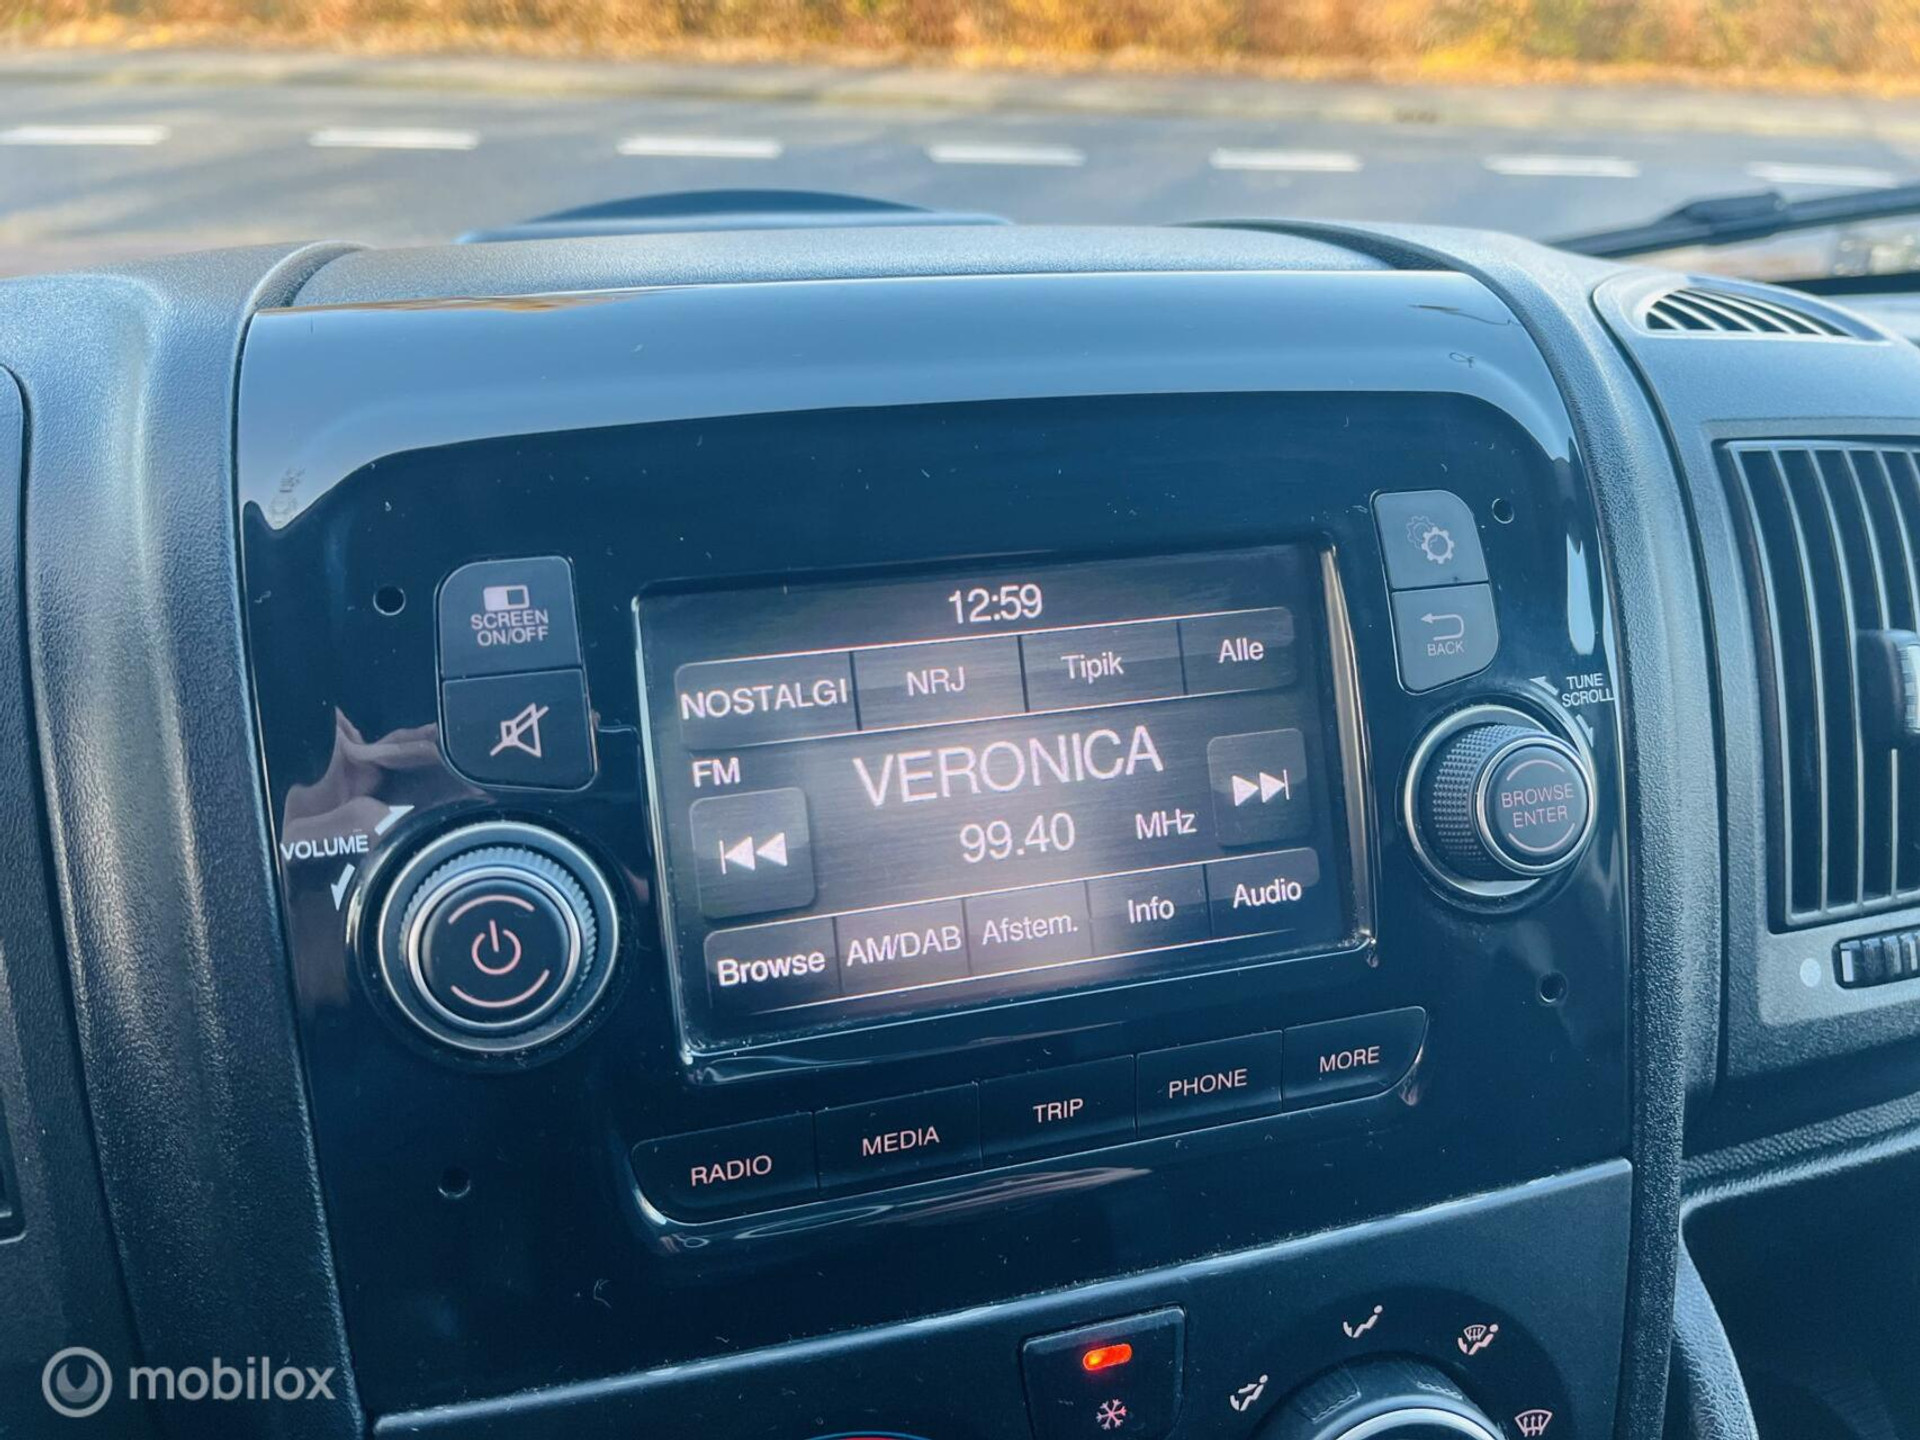 SCREEN
ON/OFF
VOLUME
12:59
NOSTALGI NRJ Tipik Alle
FM VERONICA
99.40 MHz
Browse AM/DAB Afstem. Info Audio
BACK
TUNE
SCROLL
BROWSE
ENTER
RADIO MEDIA TRIP PHONE MORE
mobilox